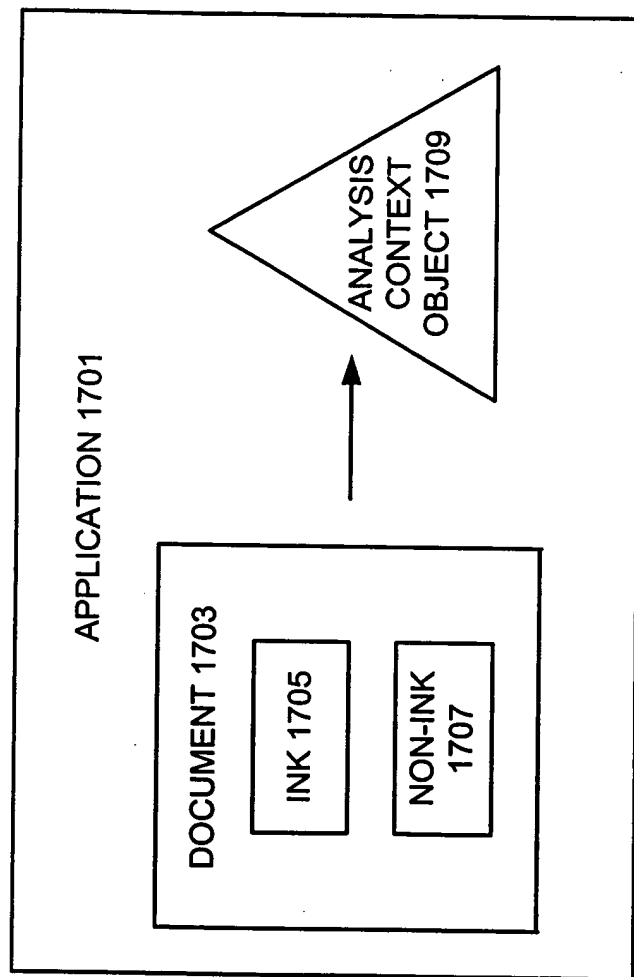 APPLICATION 1701
DOCUMENT 1703
INK 1705
NON-INK
1707
ANALYSIS
CONTEXT
OBJECT 1709